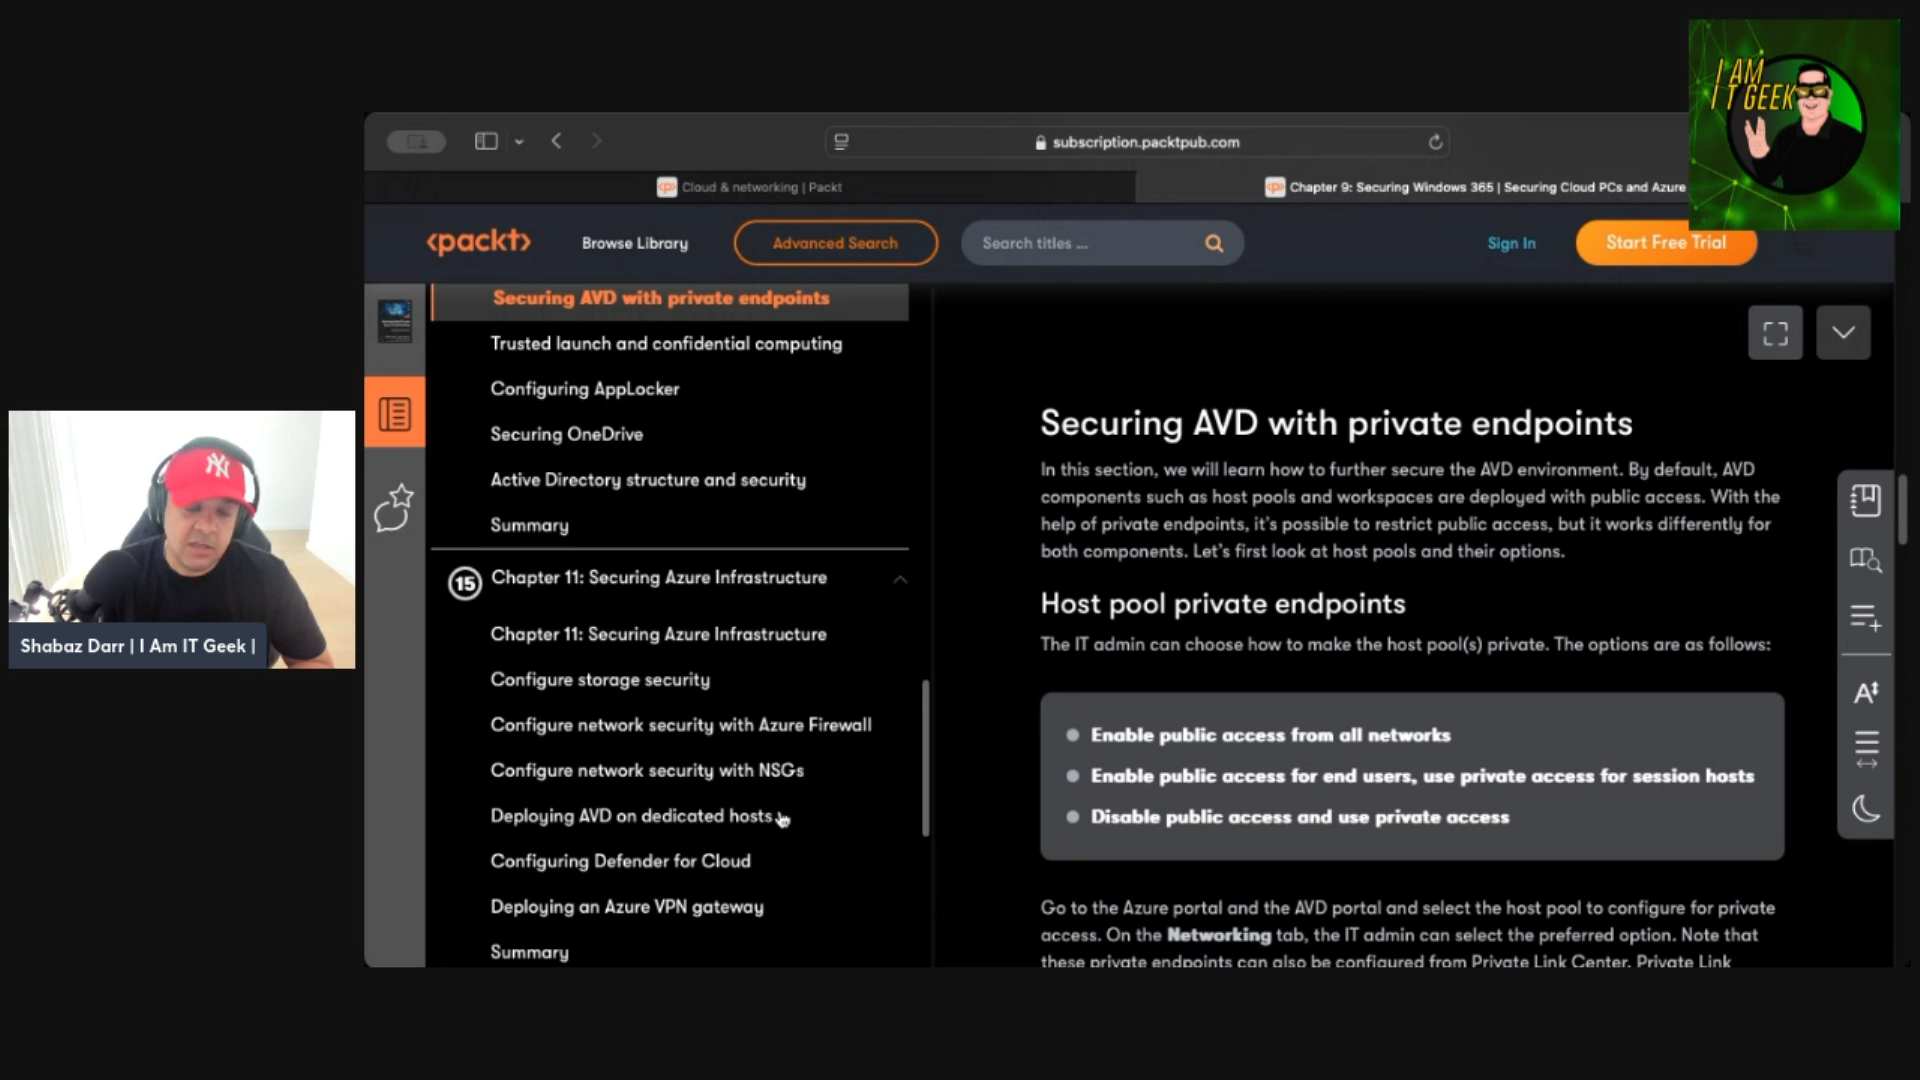 I AM
IT GEEK
subscription.packtpub.com
Cloud & networking | Packt
Chapter 9: Securing Windows 365 | Securing Cloud PCs and Azure
<packt>
Browse Library
Advanced Search
Search titles ...
Sign In
Start Free Trial
Securing AVD with private endpoints
Trusted launch and confidential computing
Configuring AppLocker
Securing OneDrive
Active Directory structure and security
Summary
15 Chapter 11: Securing Azure Infrastructure
Chapter 11: Securing Azure Infrastructure
Configure storage security
Configure network security with Azure Firewall
Configure network security with NSGs
Deploying AVD on dedicated hosts
Configuring Defender for Cloud
Deploying an Azure VPN gateway
Summary
Securing AVD with private endpoints
In this section, we will learn how to further secure the AVD environment. By default, AVD
components such as host pools and workspaces are deployed with public access. With the
help of private endpoints, it's possible to restrict public access, but it works differently for
both components. Let's first look at host pools and their options.
Host pool private endpoints
The IT admin can choose how to make the host pool(s) private. The options are as follows:
Enable public access from all networks
Enable public access for end users, use private access for session hosts
Disable public access and use private access
Go to the Azure portal and the AVD portal and select the host pool to configure for private
access. On the Networking tab, the IT admin can select the preferred option. Note that
these private endpoints can also be configured from Private Link Center. Private Link
NY
Shabaz Darr | I Am IT Geek |